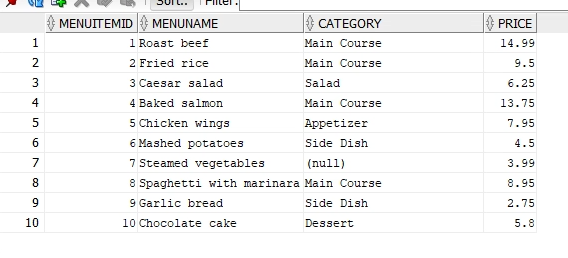 Sort.. Filter:
MENUITEMID MENUNAME CATEGORY PRICE
1 1 Roast beef Main Course 14.99
2 2 Fried rice Main Course 9.5
3 3 Caesar salad Salad 6.25
4 4 Baked salmon Main Course 13.75
5 5 Chicken wings Appetizer 7.95
6 6 Mashed potatoes Side Dish 4.5
7 7 Steamed vegetables (null) 3.99
8 8 Spaghetti with marinara Main Course 8.95
9 9 Garlic bread Side Dish 2.75
10 10 Chocolate cake Dessert 5.8